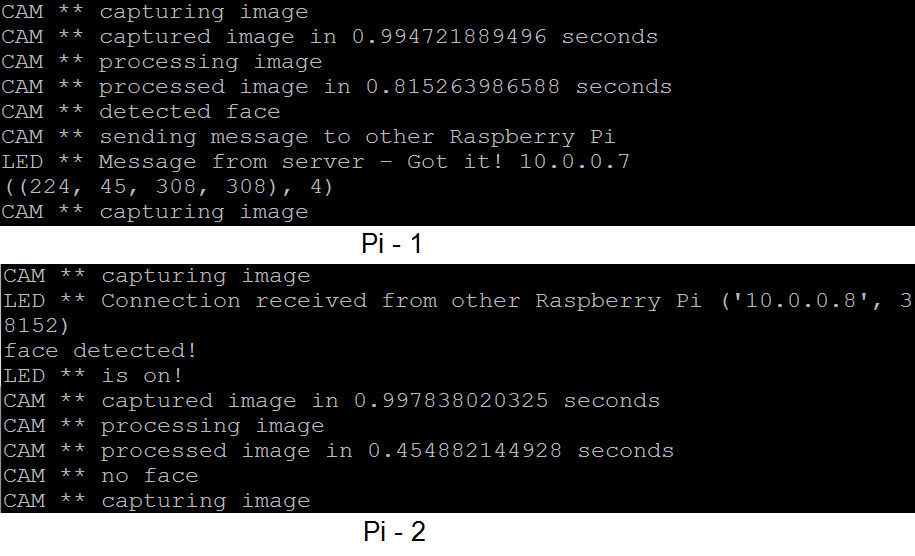 CAM ** capturing image
CAM ** captured image in 0.994721889496 seconds
CAM ** processing image
CAM ** processed image in 0.815263986588 seconds
CAM ** detected face
CAM ** sending message to other Raspberry Pi
LED ** Message from server - Got it! 10.0.0.7
((224, 45, 308, 308), 4)
CAM ** capturing image
Pi - 1
CAM ** capturing image
LED ** Connection received from other Raspberry Pi ('10.0.0.8', 3
8152)
face detected!
LED ** is on!
CAM ** captured image in 0.997838020325 seconds
CAM ** processing image
CAM ** processed image in 0.454882144928 seconds
CAM ** no face
CAM ** capturing image
Pi - 2